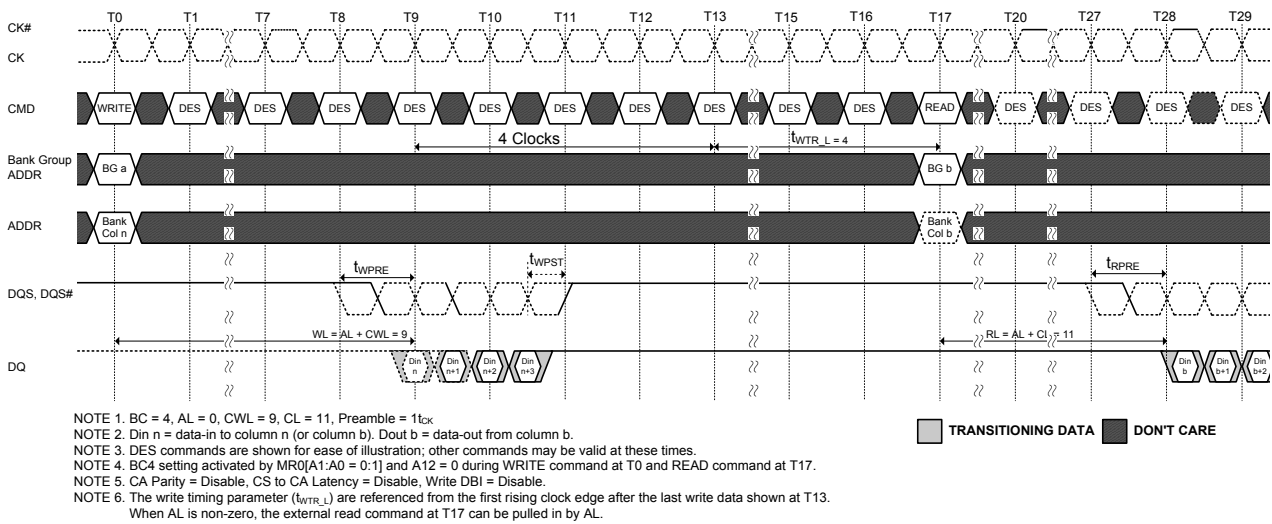 T0 T1 T7 T8 T9 T10 T11 T12 T13 T15 T16 T17 T20 T27 T28 T29
CK#
CK
CMD WRITE DES DES DES DES DES DES DES DES DES DES READ DES DES DES DES
4 Clocks tWTR_L = 4
Bank Group
ADDR
BG a BG b
ADDR
Bank
Col n
Bank
Col b
tWPRE tWPST tRPRE
DQS, DQS#
WL = AL + CWL = 9 RL = AL + CL = 11
DQ
Din
n
Din
n+1
Din
n+2
Din
n+3
Din
b
Din
b+1
Din
b+2
NOTE 1. BC = 4, AL = 0, CWL = 9, CL = 11, Preamble = 1tCK
NOTE 2. Din n = data-in to column n (or column b). Dout b = data-out from column b.
NOTE 3. DES commands are shown for ease of illustration; other commands may be valid at these times.
NOTE 4. BC4 setting activated by MR0[A1:A0 = 0:1] and A12 = 0 during WRITE command at T0 and READ command at T17.
NOTE 5. CA Parity = Disable, CS to CA Latency = Disable, Write DBI = Disable.
NOTE 6. The write timing parameter (tWTR_L) are referenced from the first rising clock edge after the last write data shown at T13.
When AL is non-zero, the external read command at T17 can be pulled in by AL.
TRANSITIONING DATA DON'T CARE